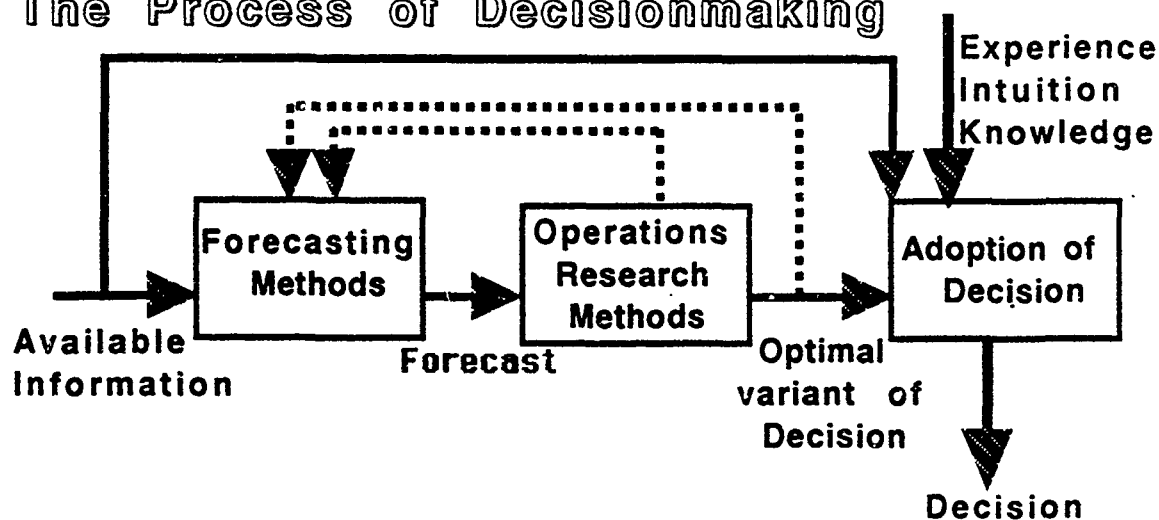 The Process of Decisionmaking
Experience
Intuition
Knowledge
Forecasting
Methods
Operations
Research
Methods
Adoption of
Decision
Available
Information
Forecast
Optimal
variant of
Decision
Decision